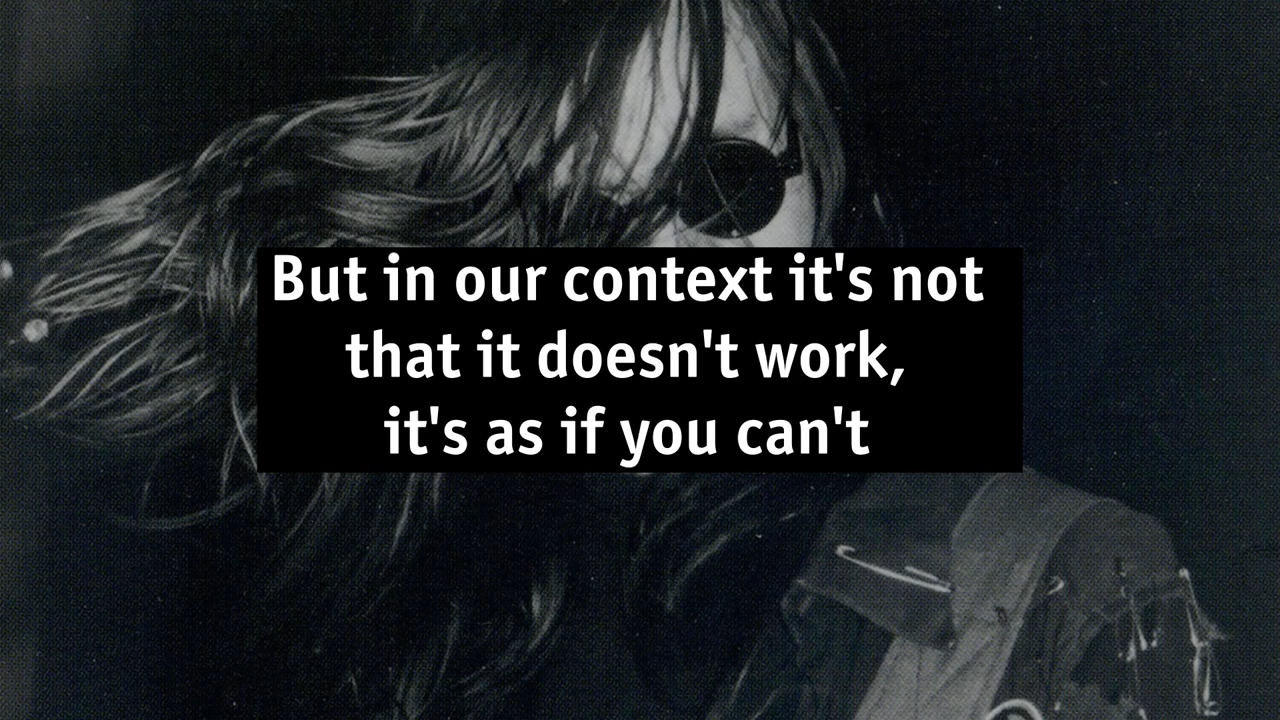 But in our context it's not
that it doesn't work,
it's as if you can't